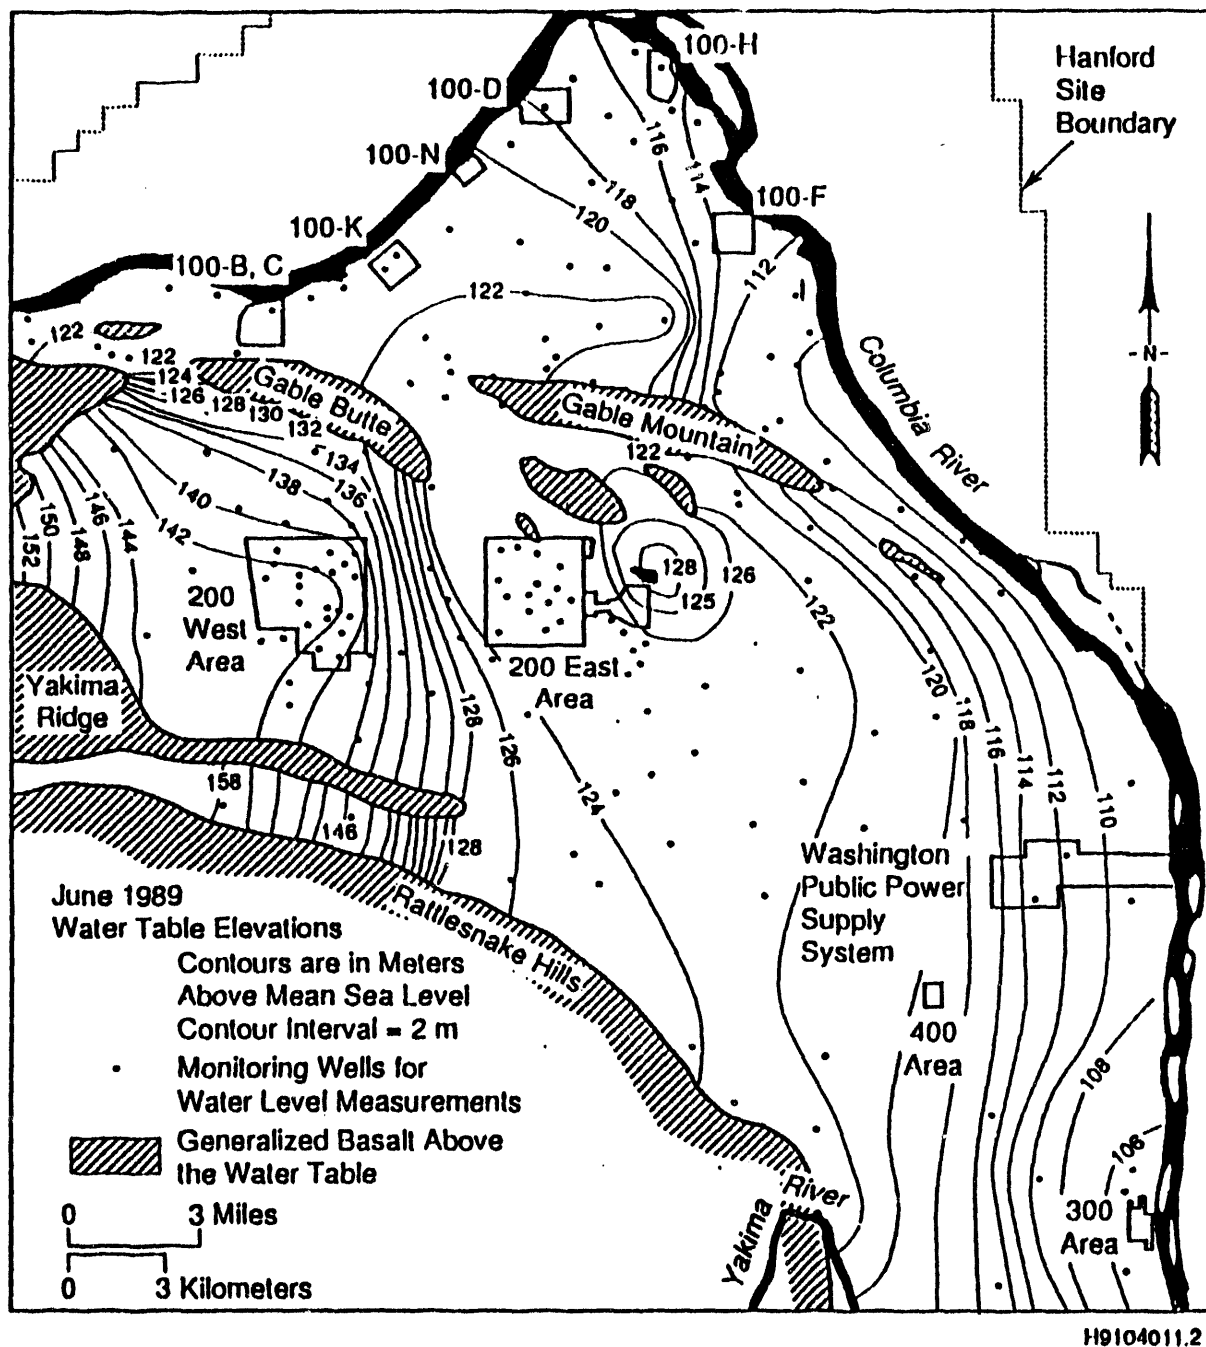 100-H
Hanford
Site
Boundary
100-D
116
100-N
114
118
100-F
120
100-K
112
100-B, C
122
122
Columbia River
- N -
122
124
126
128
130
132
Gable Butte
Gable Mountain
122
134
136
138
140
142
144
146
148
150
152
128
126
125
122
200
West
Area
200 East
Area
Yakima
Ridge
120
118
116
114
112
110
128
126
124
158
146
128
Washington
Public Power
Supply
System
Rattlesnake Hills
June 1989
Water Table Elevations
Contours are in Meters
Above Mean Sea Level
Contour Interval = 2 m
Monitoring Wells for
Water Level Measurements
Generalized Basalt Above
the Water Table
0 3 Miles
0 3 Kilometers
400
Area
108
106
300
Area
Yakima River
H9104011.2